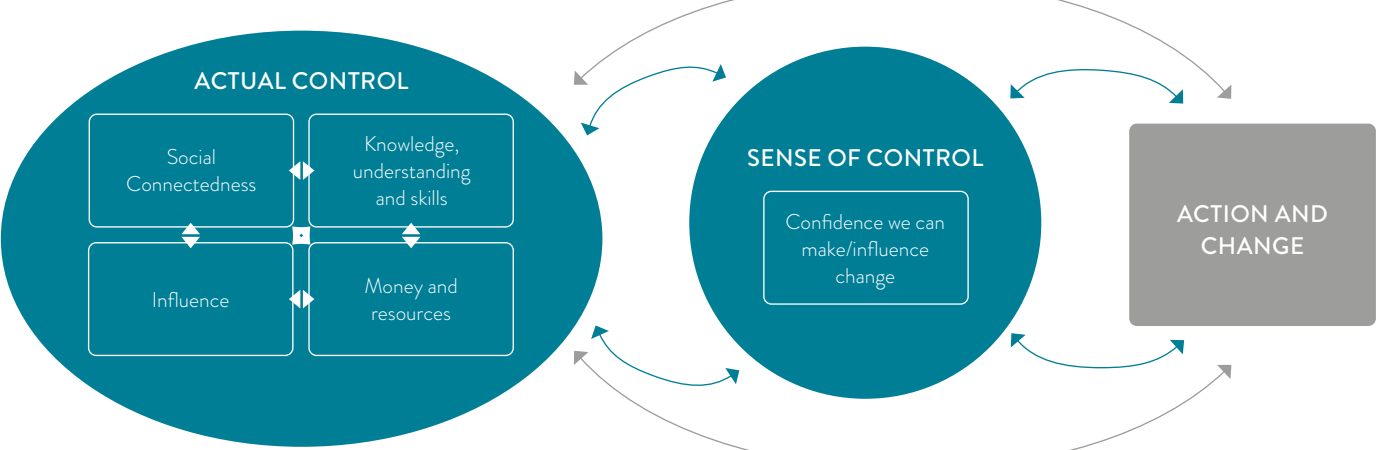 ACTUAL CONTROL
Social
Connectedness
Knowledge,
understanding
and skills
Influence
Money and
resources
SENSE OF CONTROL
Confidence we can
make/influence
change
ACTION AND
CHANGE